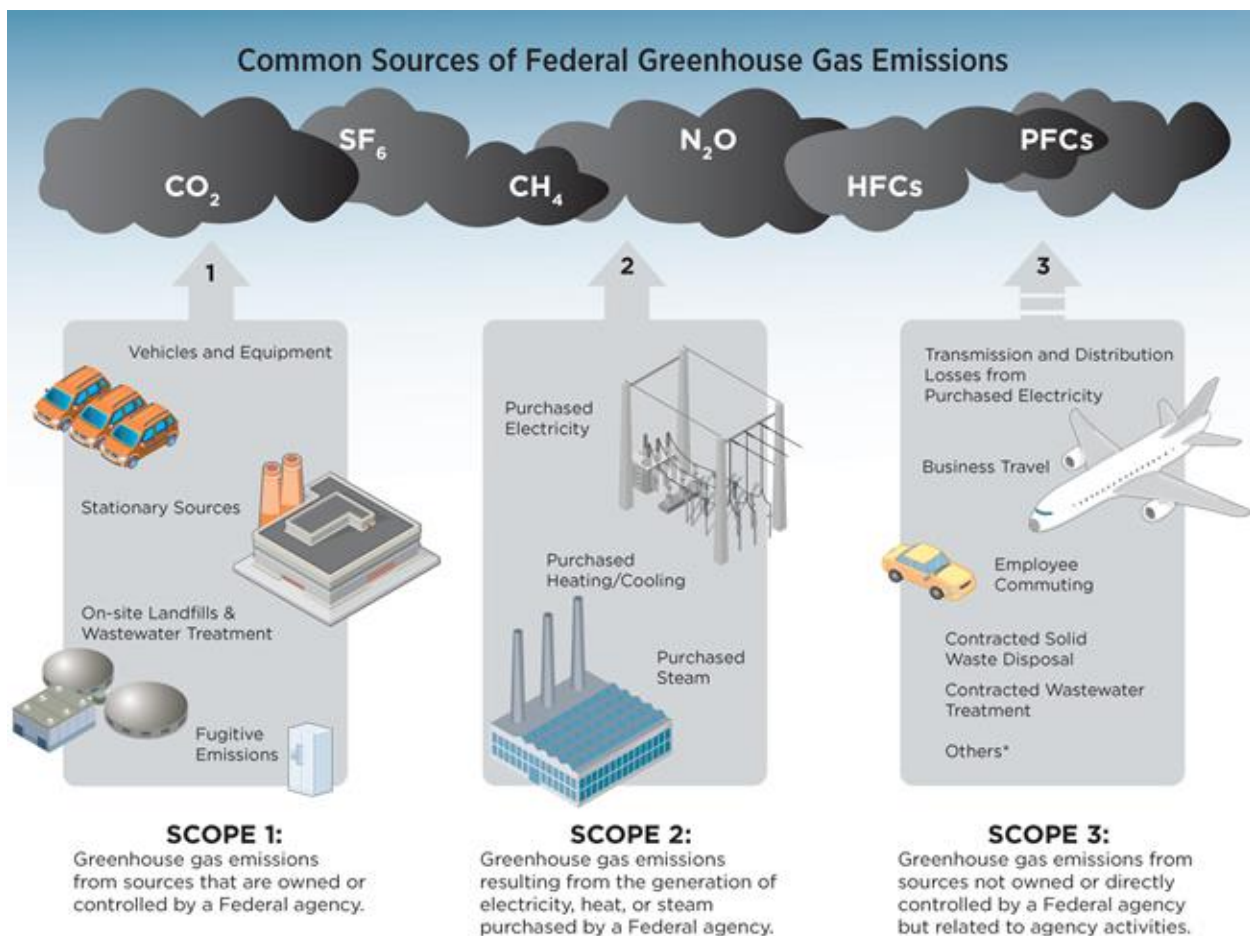 Common Sources of Federal Greenhouse Gas Emissions
CO₂
SF₆
CH₄
N₂O
HFCs
PFCs
1
Vehicles and Equipment
Stationary Sources
On-site Landfills &
Wastewater Treatment
Fugitive
Emissions
SCOPE 1:
Greenhouse gas emissions
from sources that are owned or
controlled by a Federal agency.
2
Purchased
Electricity
Purchased
Heating/Cooling
Purchased
Steam
SCOPE 2:
Greenhouse gas emissions
resulting from the generation of
electricity, heat, or steam
purchased by a Federal agency.
3
Transmission and Distribution
Losses from
Purchased Electricity
Business Travel
Employee
Commuting
Contracted Solid
Waste Disposal
Contracted Wastewater
Treatment
Others*
SCOPE 3:
Greenhouse gas emissions from
sources not owned or directly
controlled by a Federal agency
but related to agency activities.